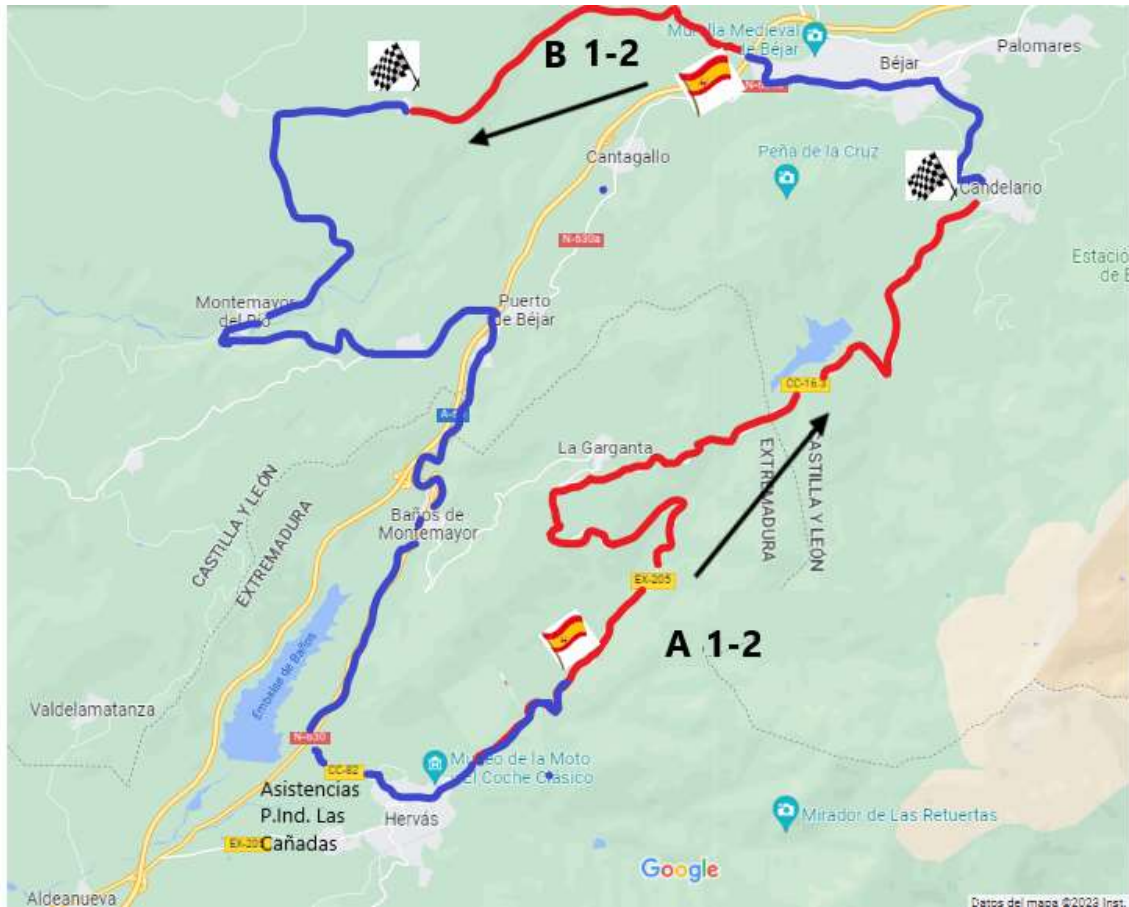 Muralla Medieval
de Béjar
Palomares
Béjar
B 1-2
Cantagallo
Peña de la Cruz
Candelario
N-630a
Estació
de E
Montemayor
del Río
Puerto
de Béjar
CC-16.3
A-66
La Garganta
CASTILLA Y LEÓN
EXTREMADURA
EXTREMADURA
CASTILLA Y LEÓN
Baños de
Montemayor
EX-205
A 1-2
Embalse de Baños
Valdelamatanza
N-630
Museo de la Moto
y El Coche Clásico
CC-82
Asistencias
P.Ind. Las
Cañadas
Hervás
EX-205
Mirador de Las Retuertas
Google
Aldeanueva
Datos del mapa ©2023 Inst.